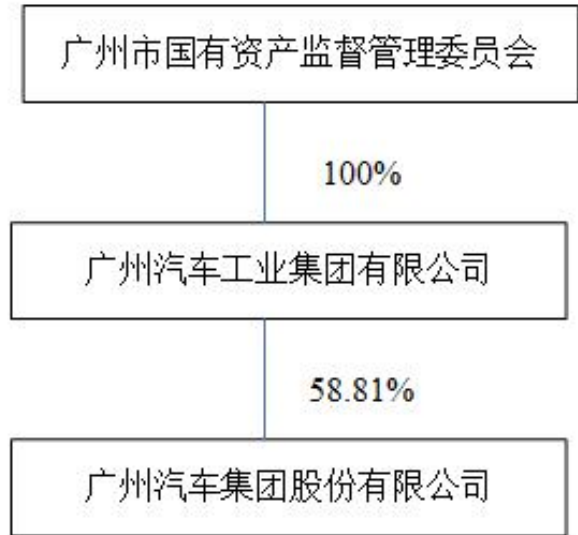 广州市国有资产监督管理委员会
100%
广州汽车工业集团有限公司
58.81%
广州汽车集团股份有限公司